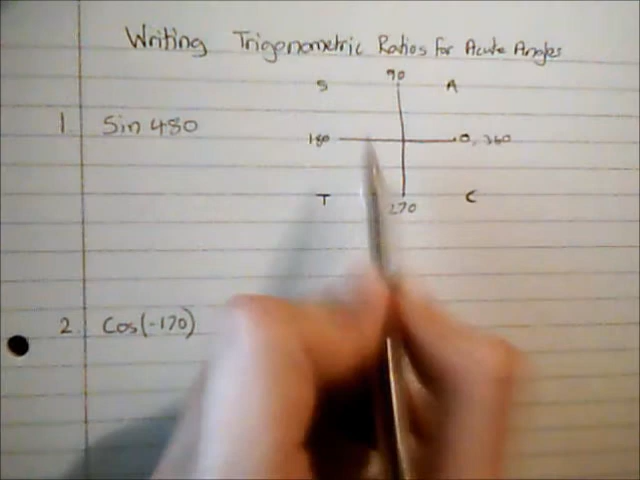 Writing Trigonometric Ratios for Acute Angles
90
S A
1 Sin 480
180 0, 360
T C
270
2. Cos(-170)